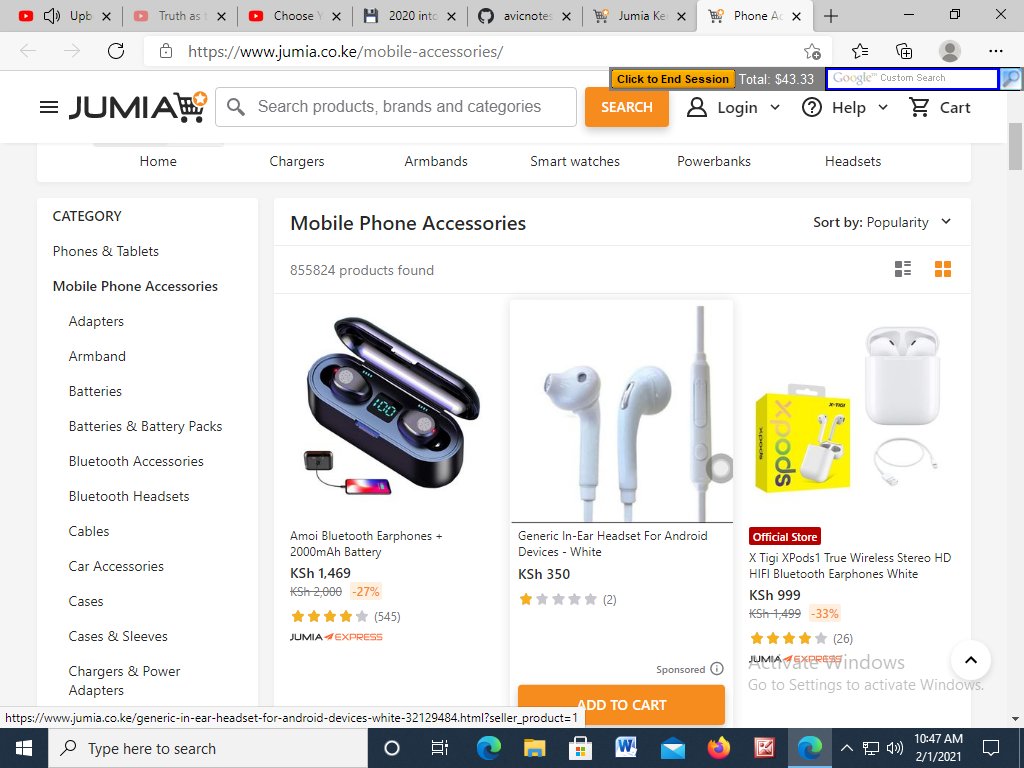 Upb
Truth as t
Choose Y
2020 into
avicnotes
Jumia Ke
Phone Ac
https://www.jumia.co.ke/mobile-accessories/
Click to End Session Total: $43.33 Google™ Custom Search
JUMIA Search products, brands and categories SEARCH Login Help Cart
Home Chargers Armbands Smart watches Powerbanks Headsets
CATEGORY
Phones & Tablets
Mobile Phone Accessories
Adapters
Armband
Batteries
Batteries & Battery Packs
Bluetooth Accessories
Bluetooth Headsets
Cables
Car Accessories
Cases
Cases & Sleeves
Chargers & Power
Adapters
Mobile Phone Accessories Sort by: Popularity
855824 products found
100
Amoi Bluetooth Earphones +
2000mAh Battery
KSh 1,469
KSh 2,000 -27%
(545)
JUMIA EXPRESS
Generic In-Ear Headset For Android
Devices - White
KSh 350
(2)
Sponsored
ADD TO CART
X-TIGI
xpods
Xpods
Official Store
X Tigi XPods1 True Wireless Stereo HD
HIFI Bluetooth Earphones White
KSh 999
KSh 1,499 -33%
(26)
JUMIA EXPRESS
Activate Windows
Go to Settings to activate Windows.
https://www.jumia.co.ke/generic-in-ear-headset-for-android-devices-white-32129484.html?seller_product=1
Type here to search
10:47 AM
2/1/2021